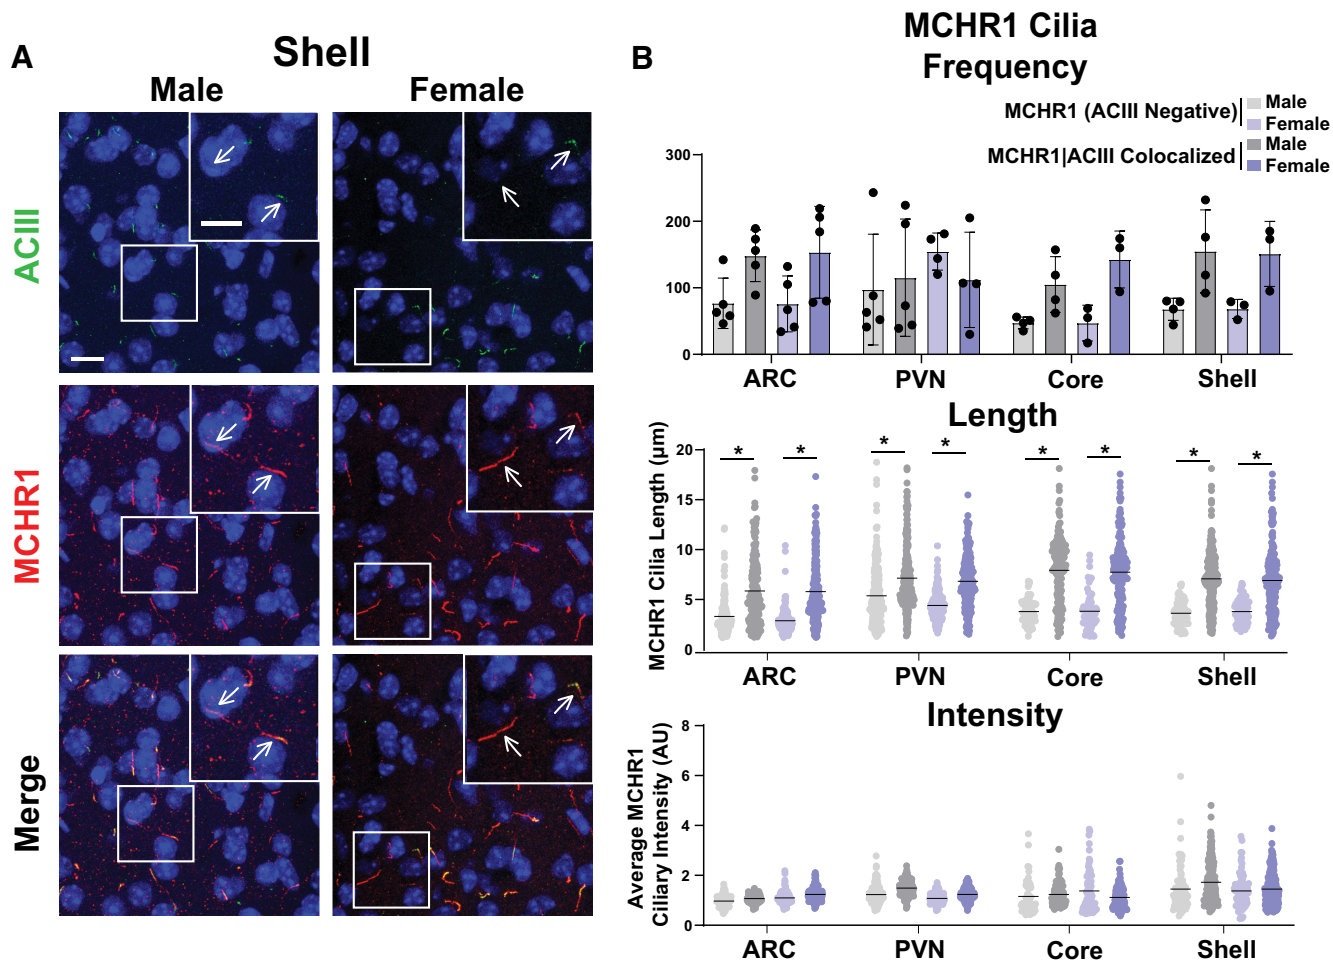 A
Shell
Male
Female
ACIII
MCHR1
Merge
B
MCHR1 Cilia
Frequency
MCHR1 (ACIII Negative)
Male
Female
MCHR1|ACIII Colocalized
Male
Female
300
200
100
0
ARC
PVN
Core
Shell
Length
MCHR1 Cilia Length (µm)
20
15
10
5
0
* * * * * * * *
ARC
PVN
Core
Shell
Intensity
Average MCHR1
Ciliary Intensity (AU)
8
6
4
2
0
ARC
PVN
Core
Shell